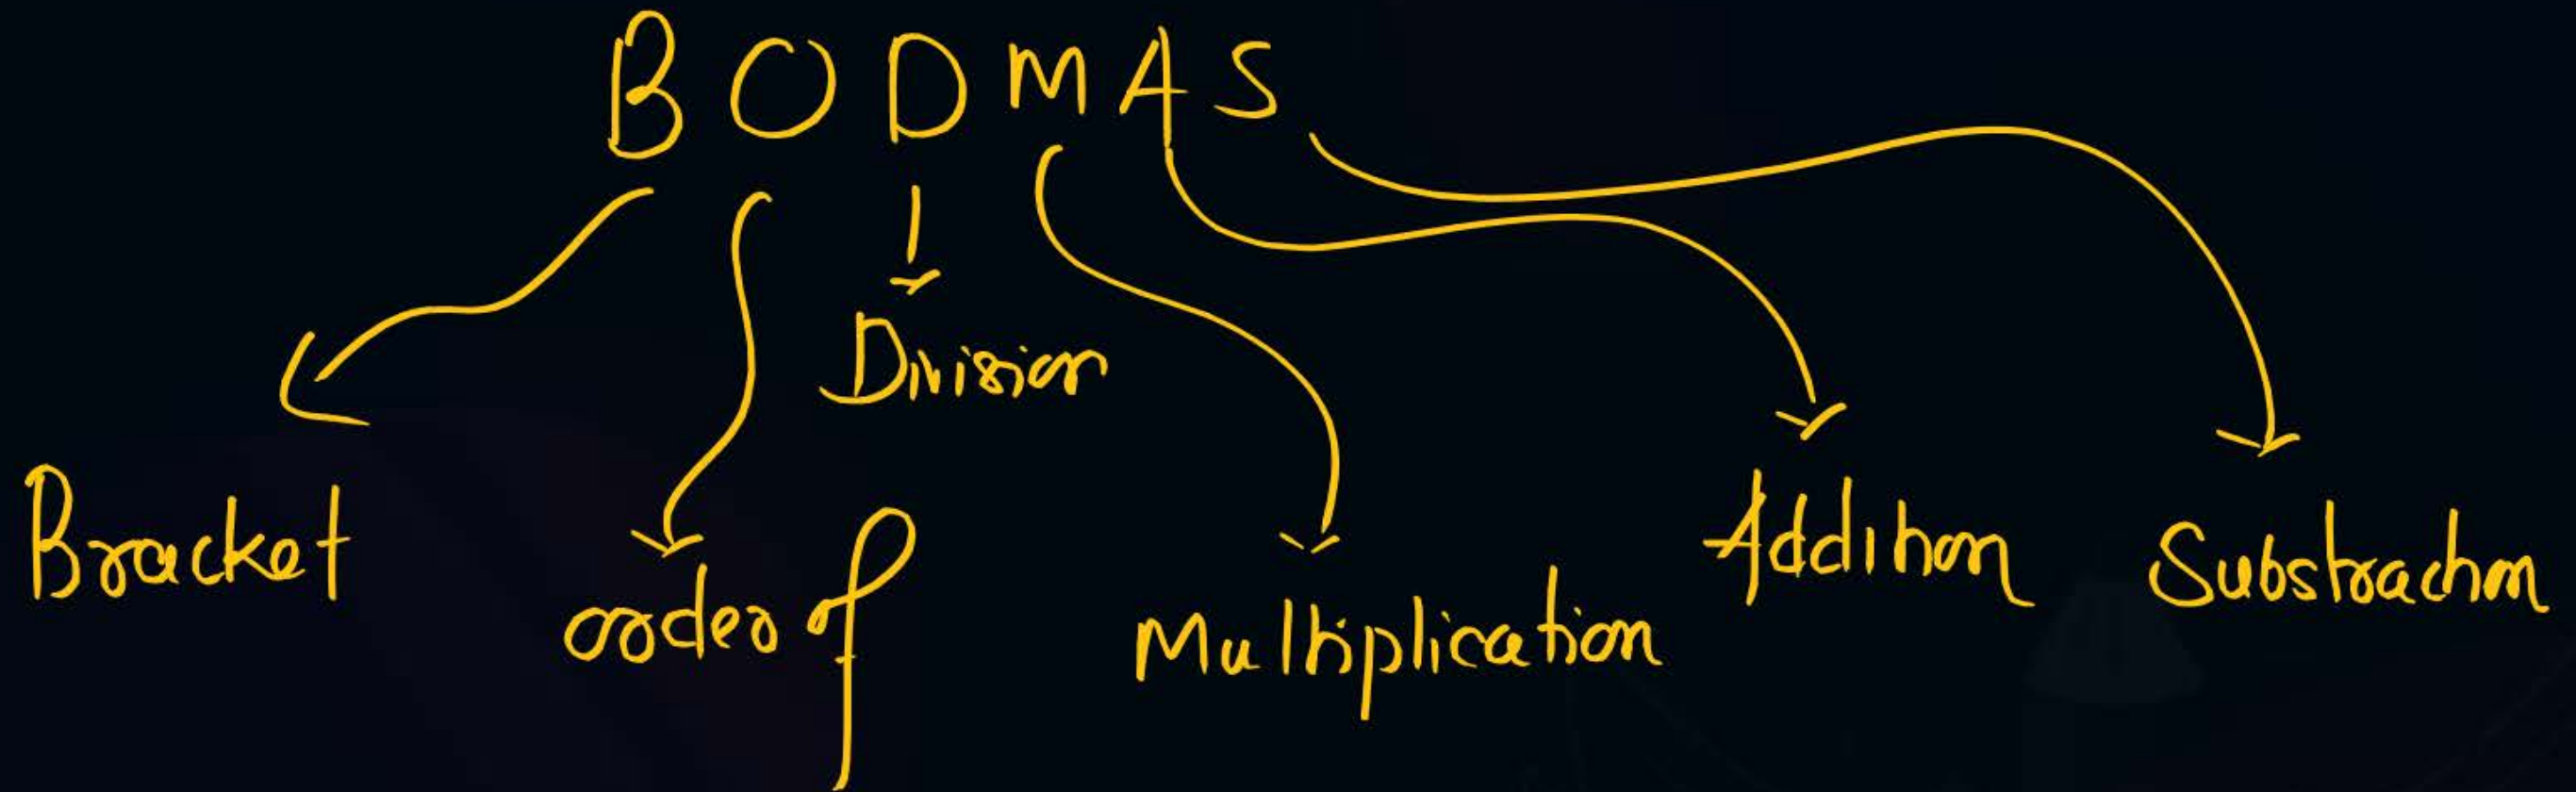 BODMAS
Division
Bracket
order of
Multiplication
Addition
Substraction